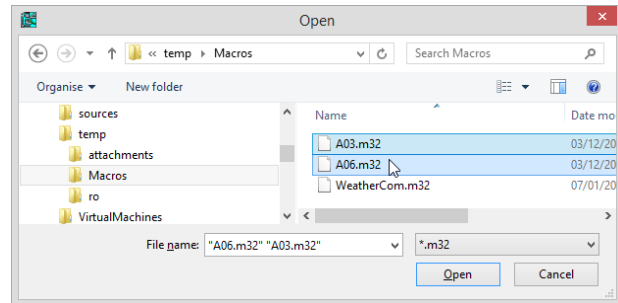 Open
« temp ▸ Macros
Search Macros
Organise
New folder
sources
temp
attachments
Macros
ro
VirtualMachines
Name
Date mo
A03.m32
03/12/20
A06.m32
03/12/20
WeatherCom.m32
07/01/20
File name:
"A06.m32" "A03.m32"
*.m32
Open
Cancel